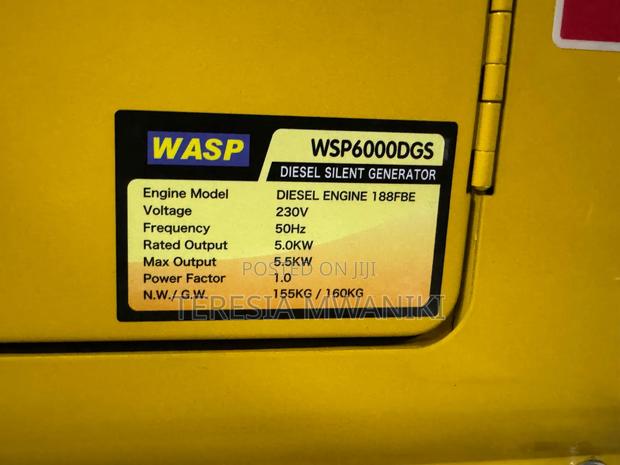 WASP
WSP6000DGS
DIESEL SILENT GENERATOR
Engine Model DIESEL ENGINE 188FBE
Voltage 230V
Frequency 50Hz
Rated Output 5.0KW
Max Output 5.5KW
POSTED ON JIJI
Power Factor 1.0
N.W./G.W. 155KG / 160KG
TERESIA MWANIKI